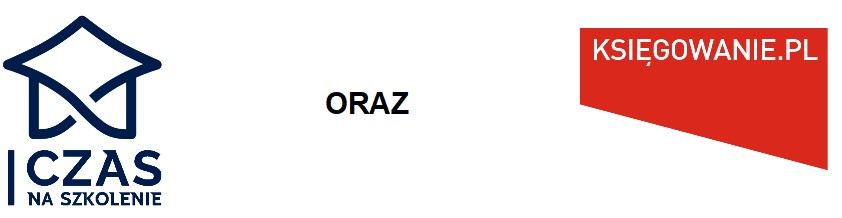 CZAS
NA SZKOLENIE
ORAZ
KSIĘGOWANIE.PL